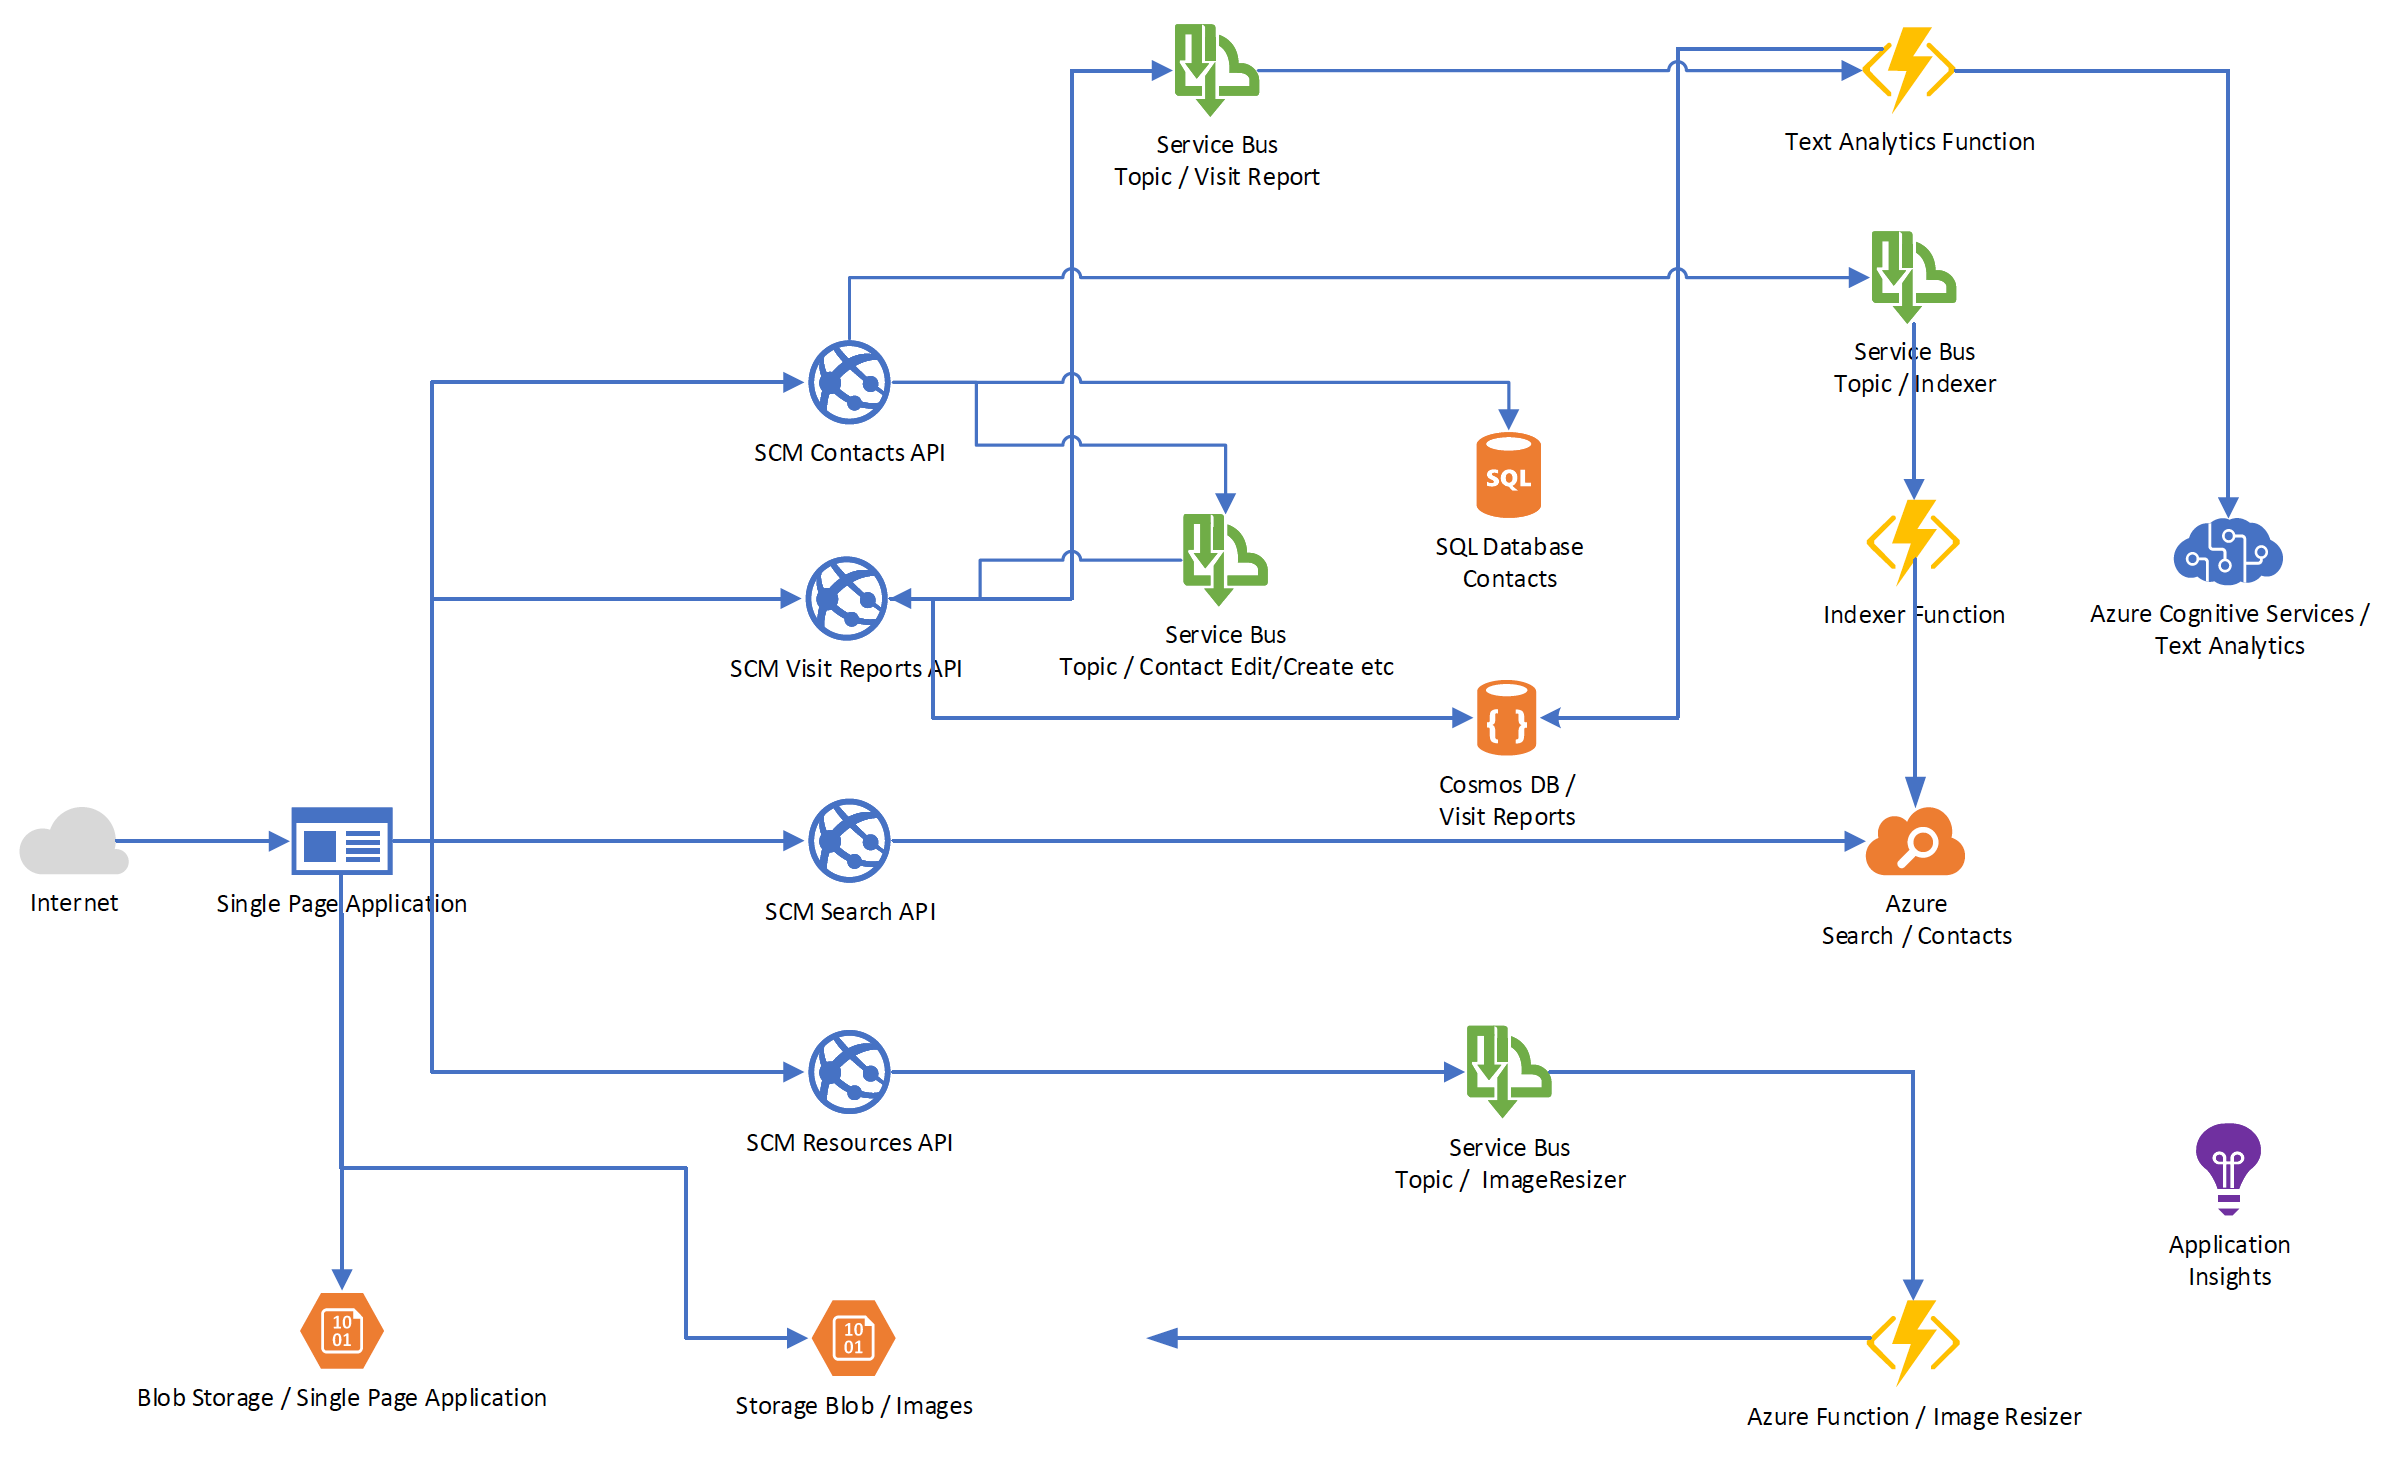 Service Bus
Topic / Visit Report
Text Analytics Function
Service Bus
Topic / Indexer
SCM Contacts API
SQL
SQL Database
Contacts
Indexer Function
Azure Cognitive Services /
Text Analytics
Service Bus
Topic / Contact Edit/Create etc
SCM Visit Reports API
{ }
Cosmos DB /
Visit Reports
Internet
Single Page Application
SCM Search API
Azure
Search / Contacts
SCM Resources API
Service Bus
Topic /  ImageResizer
Application
Insights
10
01
Blob Storage / Single Page Application
10
01
Storage Blob / Images
Azure Function / Image Resizer